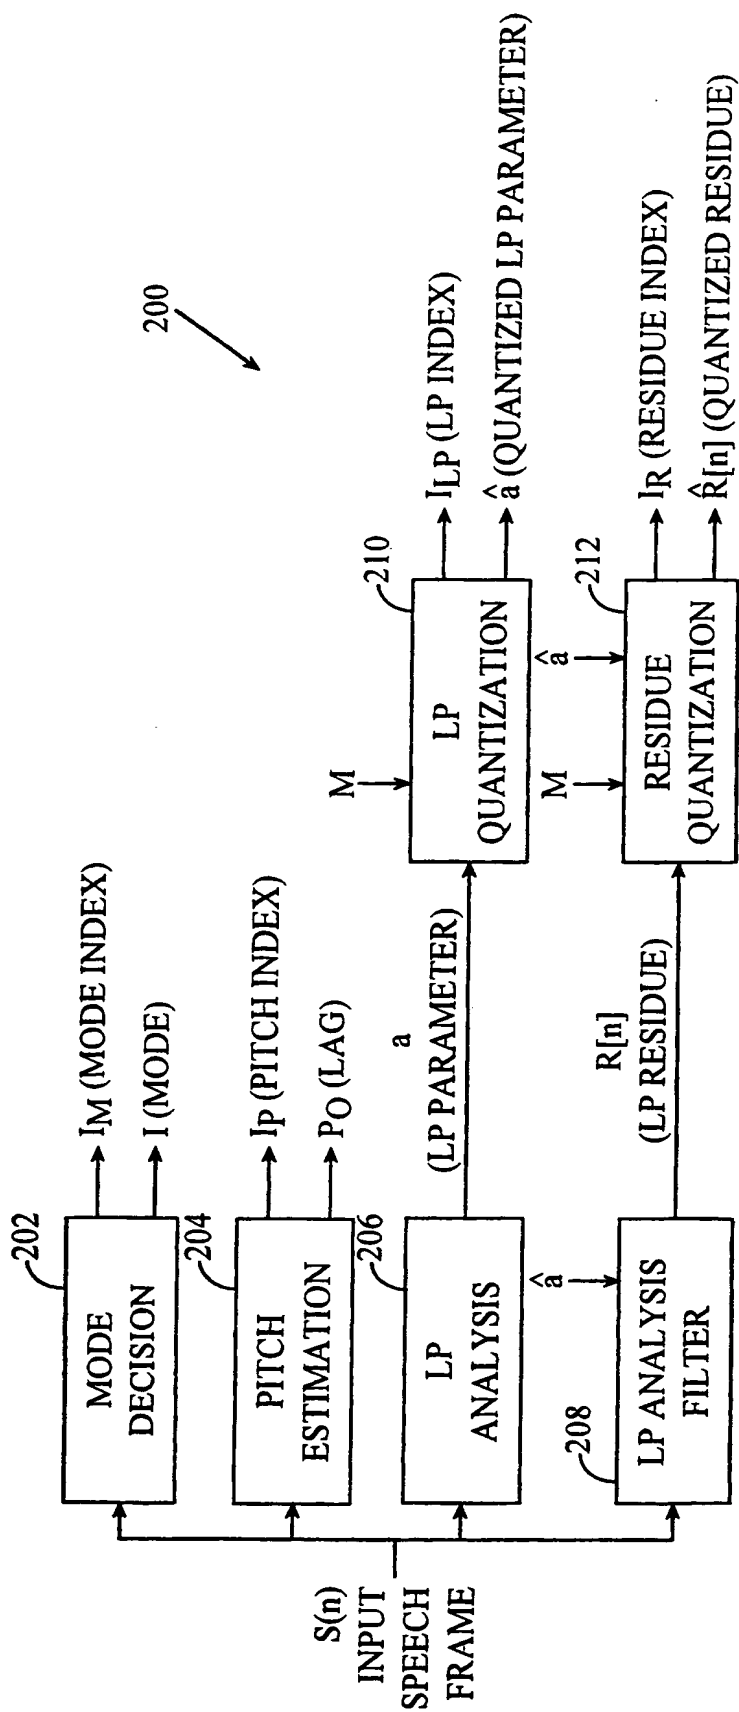 200
S(n)
INPUT
SPEECH
FRAME
202
MODE
DECISION
I_M (MODE INDEX)
I (MODE)
204
PITCH
ESTIMATION
I_P (PITCH INDEX)
P_O (LAG)
206
LP
ANALYSIS
a
(LP PARAMETER)
M
210
LP
QUANTIZATION
I_LP (LP INDEX)
â (QUANTIZED LP PARAMETER)
208
â
LP ANALYSIS
FILTER
R[n]
(LP RESIDUE)
M
â
212
RESIDUE
QUANTIZATION
I_R (RESIDUE INDEX)
R̂[n] (QUANTIZED RESIDUE)